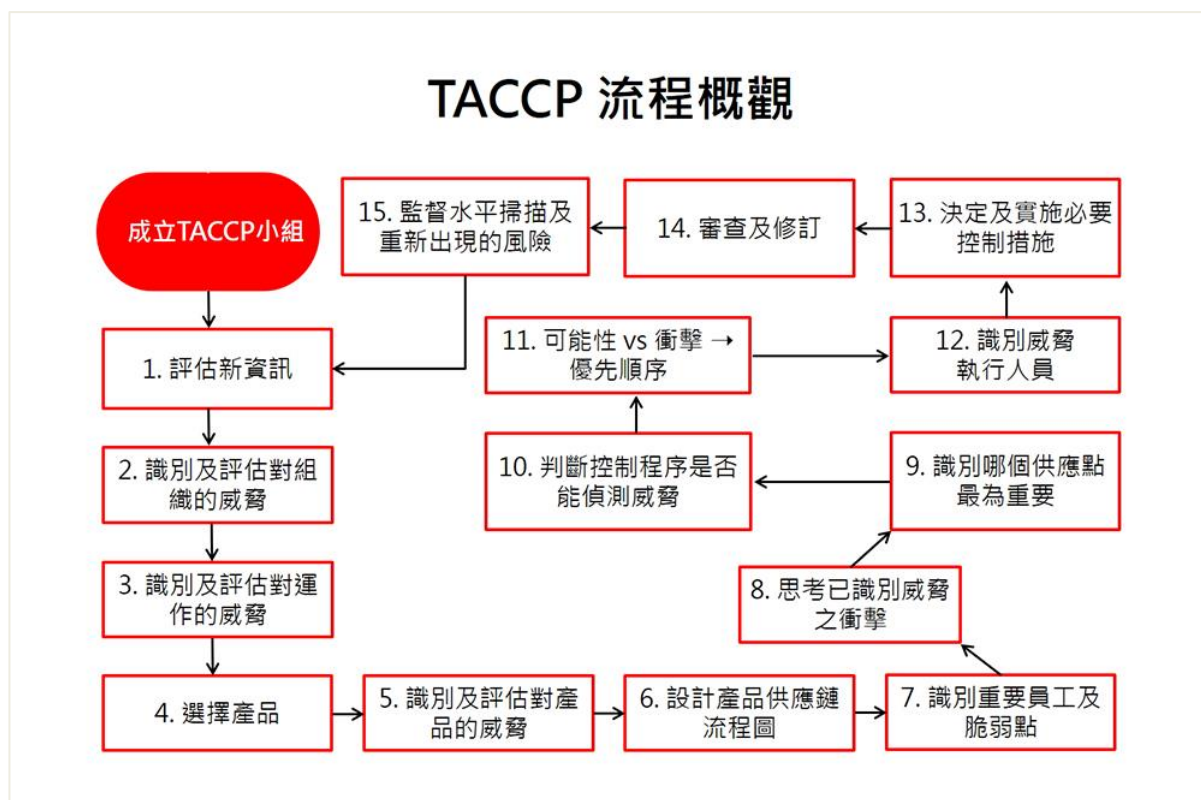 TACCP 流程概觀
成立TACCP小組
1. 評估新資訊
2. 識別及評估對組
織的威脅
3. 識別及評估對運
作的威脅
4. 選擇產品
5. 識別及評估對產
品的威脅
6. 設計產品供應鏈
流程圖
7. 識別重要員工及
脆弱點
8. 思考已識別威脅
之衝擊
9. 識別哪個供應點
最為重要
10. 判斷控制程序是否
能偵測威脅
11. 可能性 vs 衝擊 →
優先順序
12. 識別威脅
執行人員
13. 決定及實施必要
控制措施
14. 審查及修訂
15. 監督水平掃描及
重新出現的風險